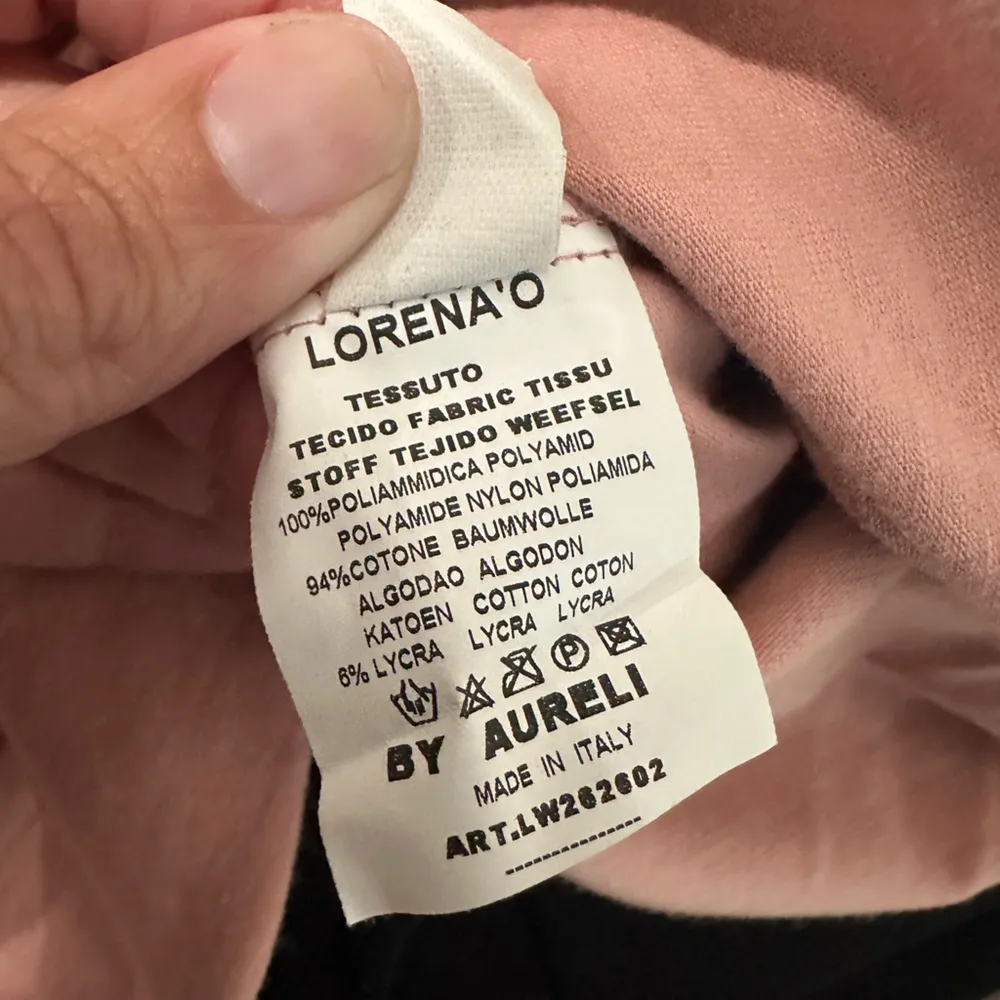 LORENA'O
TESSUTO
TECIDO FABRIC TISSU
STOFF TEJIDO WEEFSEL
100%POLIAMMIDICA POLYAMID
POLYAMIDE NYLON POLIAMIDA
94%COTONE BAUMWOLLE
ALGODAO ALGODON
KATOEN COTTON COTON
6% LYCRA LYCRA LYCRA
P
BY AURELI
MADE IN ITALY
ART.LW262602
---------------